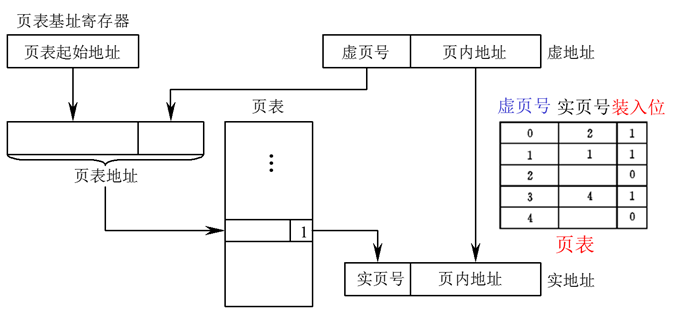 页表基址寄存器
页表起始地址
虚页号 页内地址 虚地址
页表
页表地址
⋮
1
实页号 页内地址 实地址
虚页号 实页号 装入位
0 2 1
1 1 1
2 0
3 4 1
4 0
页表